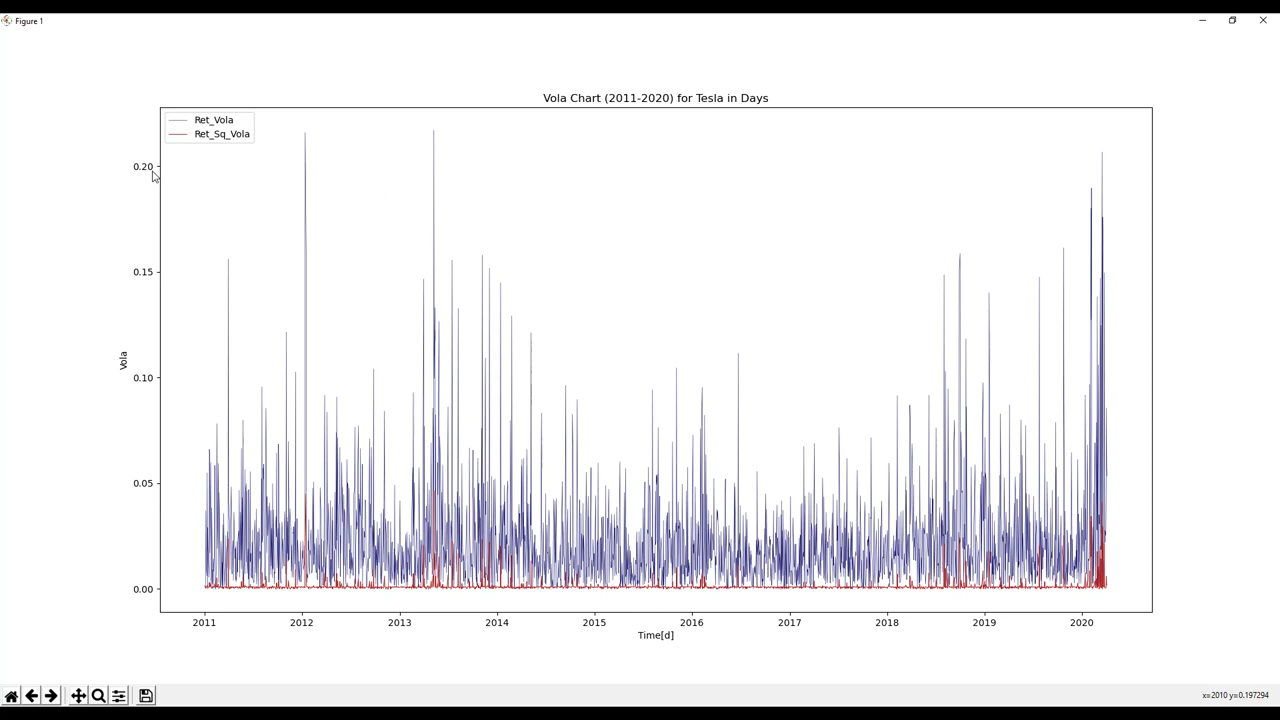 Figure 1
Vola Chart (2011-2020) for Tesla in Days
Ret_Vola
Ret_Sq_Vola
0.20
0.15
0.10
0.05
0.00
Vola
2011 2012 2013 2014 2015 2016 2017 2018 2019 2020
Time[d]
x=2010 y=0.197294